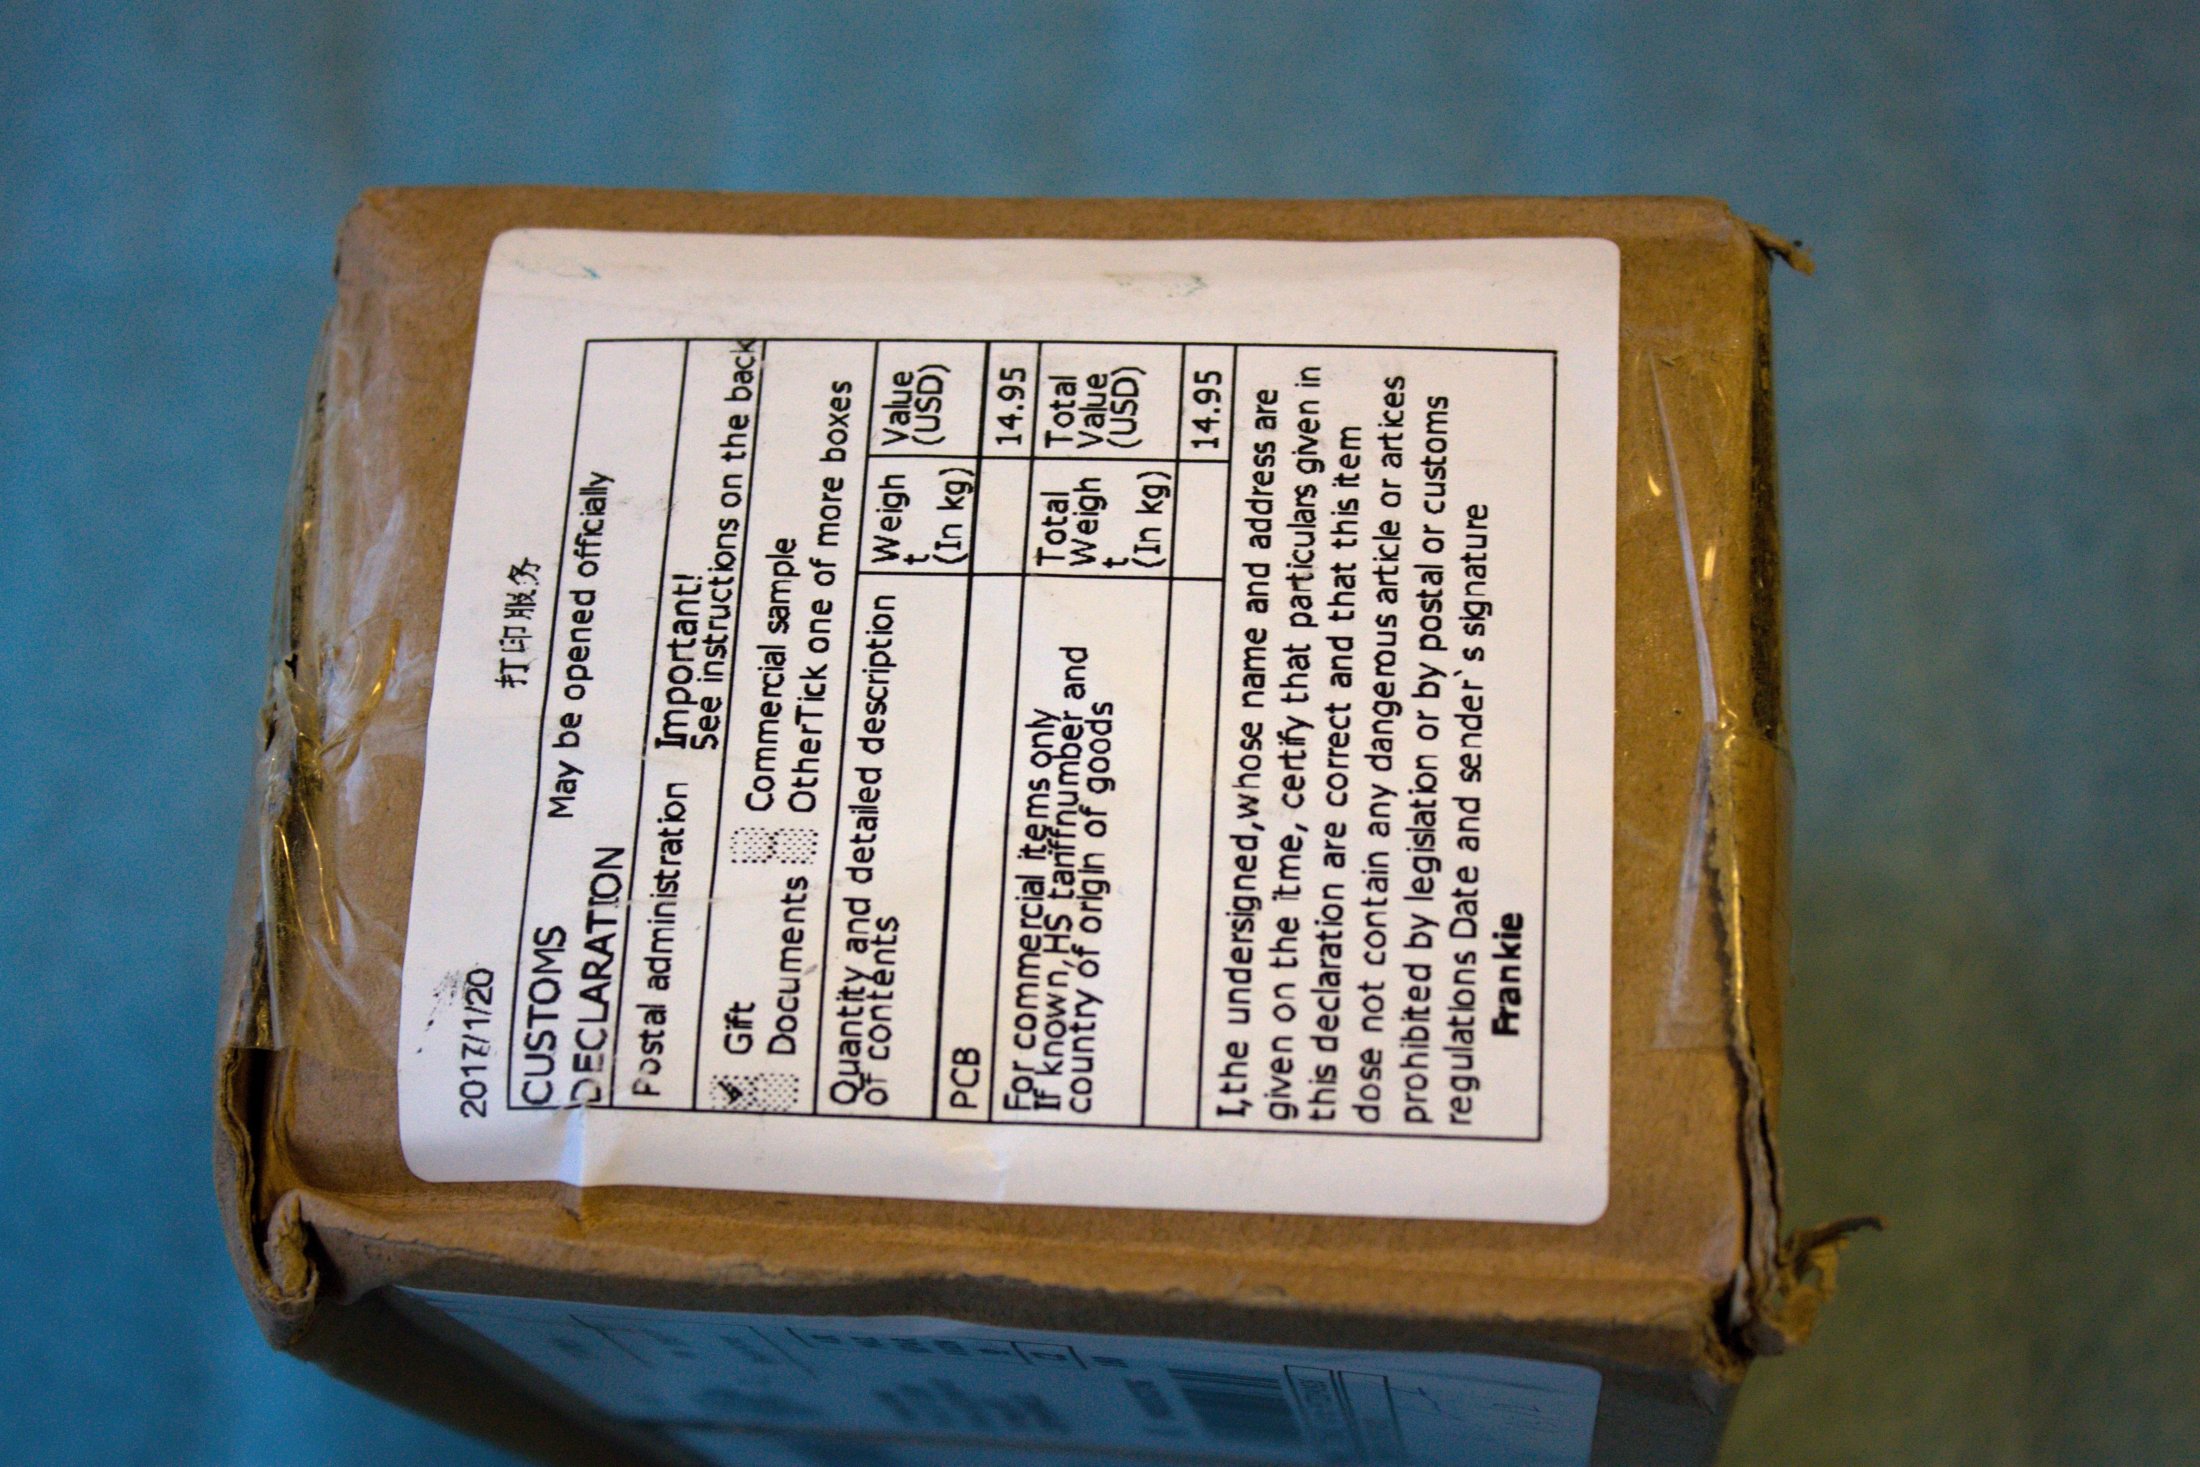 打印服务
2017/1/20
CUSTOMS
DECLARATION
May be opened officially
Postal administration
Important!
See instructions on the back
Gift
Commercial sample
Documents
OtherTick one of more boxes
Quantity and detailed description
of contents
Weigh
t
(In kg)
Value
(USD)
PCB
14.95
For commercial items only
If known,HS tariffnumber and
country of origin of goods
Total
Weigh
t
(In kg)
Total
Value
(USD)
14.95
I,the undersigned,whose name and address are
given on the itme, certify that particulars given in
this declaration are correct and that this item
dose not contain any dangerous article or artices
prohibited by legislation or by postal or customs
regulations Date and sender`s signature
Frankie